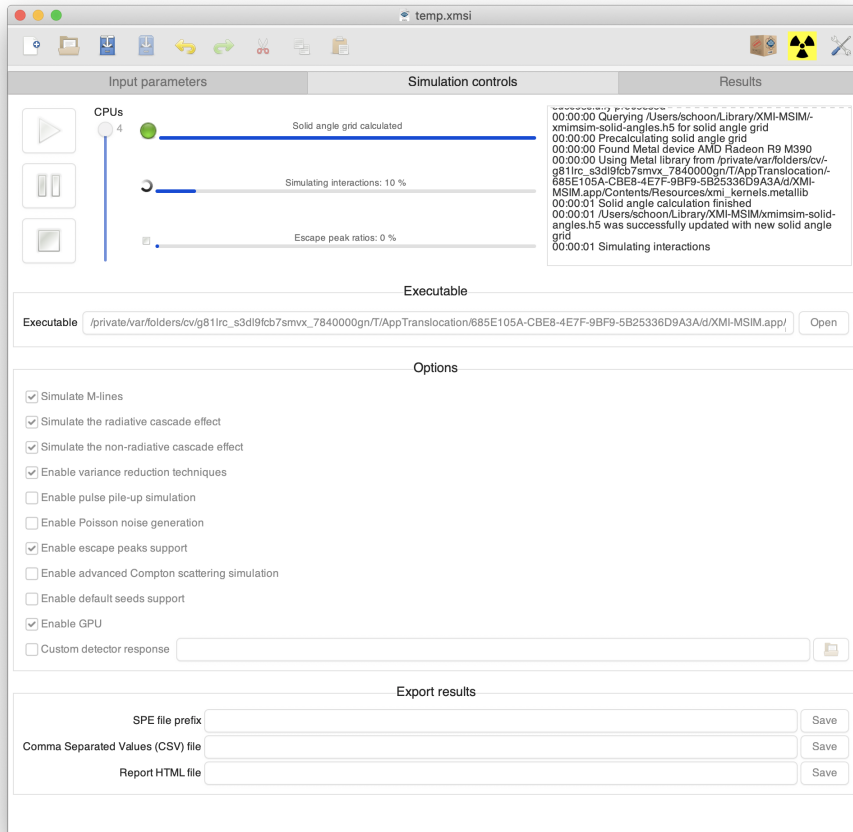 temp.xmsi
Input parameters
Simulation controls
Results
CPUs
4
Solid angle grid calculated
Simulating interactions: 10 %
Escape peak ratios: 0 %
successfully processed
00:00:00 Querying /Users/schoon/Library/XMI-MSIM/-
xmimsim-solid-angles.h5 for solid angle grid
00:00:00 Precalculating solid angle grid
00:00:00 Found Metal device AMD Radeon R9 M390
00:00:00 Using Metal library from /private/var/folders/cv/-
g81lrc_s3dl9fcb7smvx_7840000gn/T/AppTranslocation/-
685E105A-CBE8-4E7F-9BF9-5B25336D9A3A/d/XMI-
MSIM.app/Contents/Resources/xmi_kernels.metallib
00:00:01 Solid angle calculation finished
00:00:01 /Users/schoon/Library/XMI-MSIM/xmimsim-solid-
angles.h5 was successfully updated with new solid angle
grid
00:00:01 Simulating interactions
Executable
Executable
/private/var/folders/cv/g81lrc_s3dl9fcb7smvx_7840000gn/T/AppTranslocation/685E105A-CBE8-4E7F-9BF9-5B25336D9A3A/d/XMI-MSIM.app/
Open
Options
Simulate M-lines
Simulate the radiative cascade effect
Simulate the non-radiative cascade effect
Enable variance reduction techniques
Enable pulse pile-up simulation
Enable Poisson noise generation
Enable escape peaks support
Enable advanced Compton scattering simulation
Enable default seeds support
Enable GPU
Custom detector response
Export results
SPE file prefix
Save
Comma Separated Values (CSV) file
Save
Report HTML file
Save